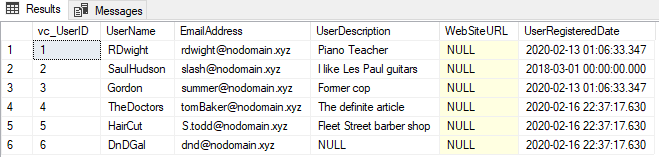 Results Messages
vc_UserID UserName EmailAddress UserDescription WebSiteURL UserRegisteredDate
1 1 RDwight rdwight@nodomain.xyz Piano Teacher NULL 2020-02-13 01:06:33.347
2 2 SaulHudson slash@nodomain.xyz I like Les Paul guitars NULL 2018-03-01 00:00:00.000
3 3 Gordon summer@nodomain.xyz Former cop NULL 2020-02-13 01:06:33.347
4 4 TheDoctors tomBaker@nodomain.xyz The definite article NULL 2020-02-16 22:37:17.630
5 5 HairCut S.todd@nodomain.xyz Fleet Street barber shop NULL 2020-02-16 22:37:17.630
6 6 DnDGal dnd@nodomain.xyz NULL NULL 2020-02-16 22:37:17.630